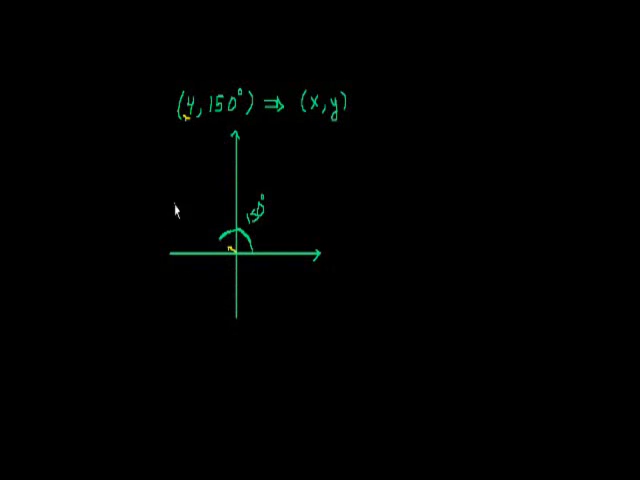 (4, 150°) ⇒ (x, y)
150°